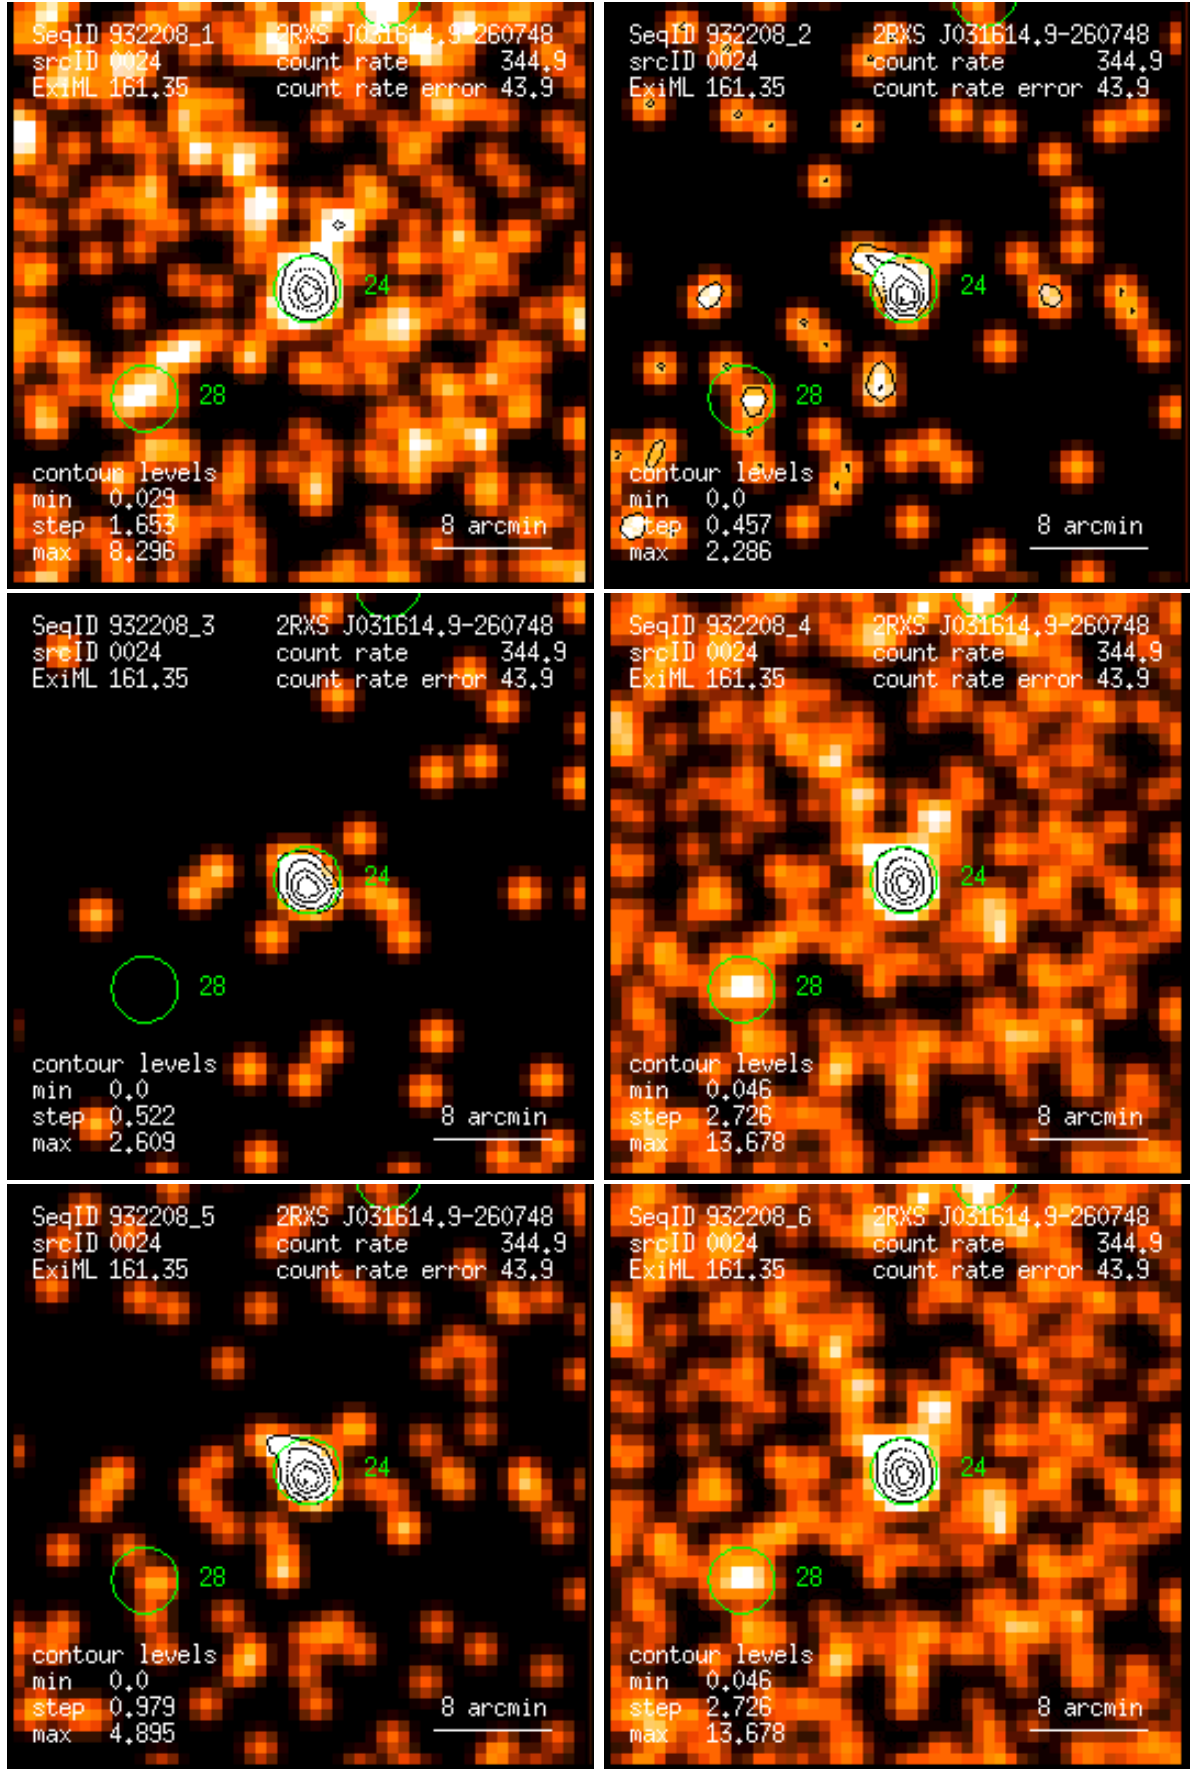 SeqID 932208_1 2RXS J031614.9-260748
srcID 0024 count rate 344.9
ExiML 161.35 count rate error 43.9
24
28
contour levels
min 0.029
step 1.653 8 arcmin
max 8.296
SeqID 932208_2 2RXS J031614.9-260748
srcID 0024 count rate 344.9
ExiML 161.35 count rate error 43.9
24
28
contour levels
min 0.0
step 0.457 8 arcmin
max 2.286
SeqID 932208_3 2RXS J031614.9-260748
srcID 0024 count rate 344.9
ExiML 161.35 count rate error 43.9
24
28
contour levels
min 0.0
step 0.522 8 arcmin
max 2.609
SeqID 932208_4 2RXS J031614.9-260748
srcID 0024 count rate 344.9
ExiML 161.35 count rate error 43.9
24
28
contour levels
min 0.046
step 2.726 8 arcmin
max 13.678
SeqID 932208_5 2RXS J031614.9-260748
srcID 0024 count rate 344.9
ExiML 161.35 count rate error 43.9
24
28
contour levels
min 0.0
step 0.979 8 arcmin
max 4.895
SeqID 932208_6 2RXS J031614.9-260748
srcID 0024 count rate 344.9
ExiML 161.35 count rate error 43.9
24
28
contour levels
min 0.046
step 2.726 8 arcmin
max 13.678